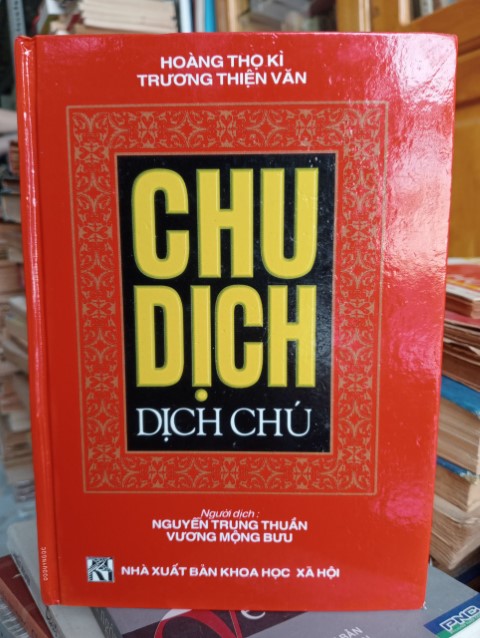 HOÀNG THỌ KÌ
TRƯƠNG THIỆN VĂN
CHU
DỊCH
DỊCH CHÚ
Người dịch :
NGUYỄN TRUNG THUẦN
VƯƠNG MỘNG BƯU
NHÀ XUẤT BẢN KHOA HỌC XÃ HỘI
PNC